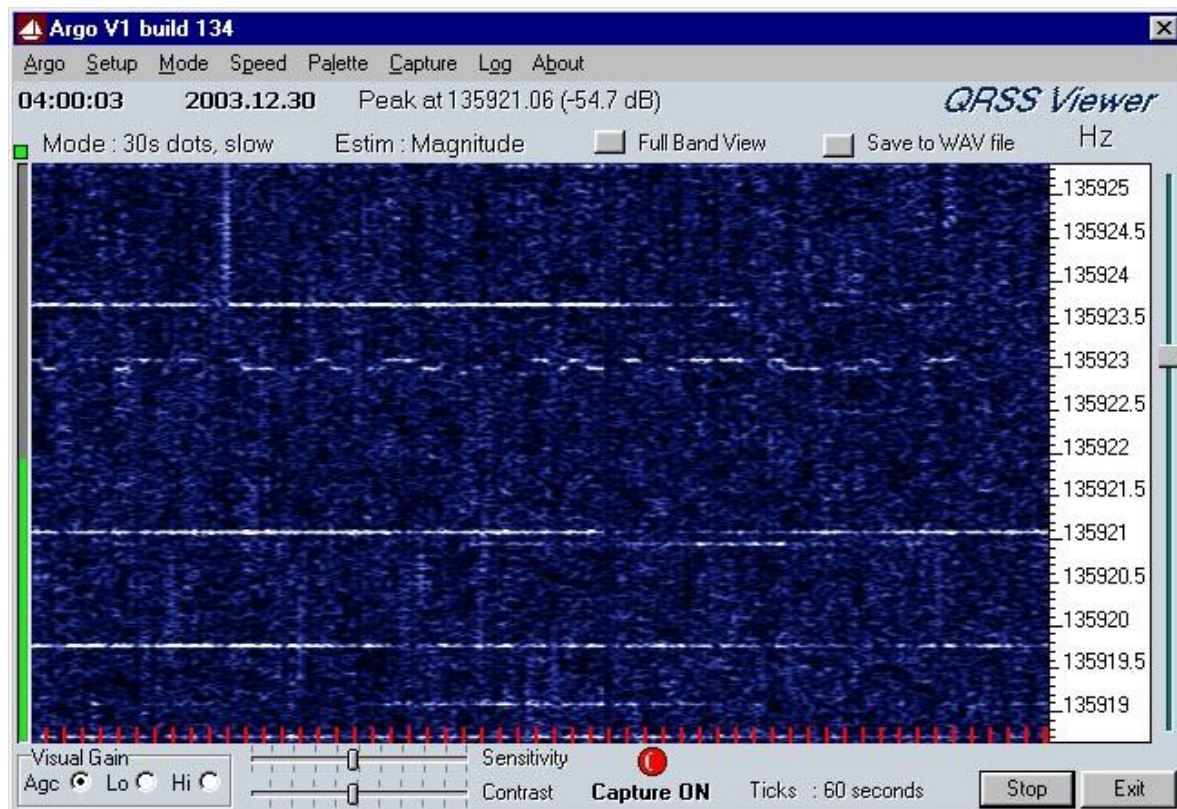 Argo V1 build 134
Argo Setup Mode Speed Palette Capture Log About
04:00:03 2003.12.30 Peak at 135921.06 (-54.7 dB) QRSS Viewer
Mode : 30s dots, slow Estim : Magnitude Full Band View Save to WAV file Hz
135925
135924.5
135924
135923.5
135923
135922.5
135922
135921.5
135921
135920.5
135920
135919.5
135919
Visual Gain Sensitivity
Agc Lo Hi Contrast Capture ON Ticks : 60 seconds Stop Exit